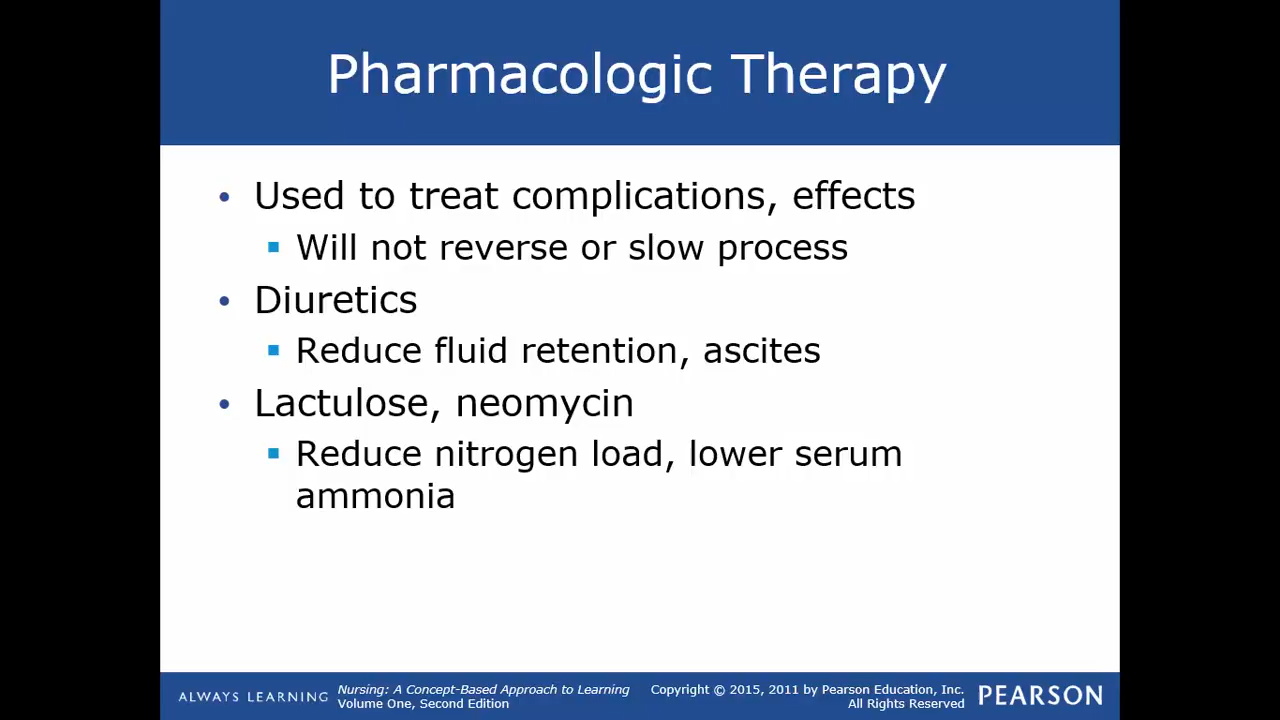 Pharmacologic Therapy
• Used to treat complications, effects
▪ Will not reverse or slow process
• Diuretics
▪ Reduce fluid retention, ascites
• Lactulose, neomycin
▪ Reduce nitrogen load, lower serum
ammonia
ALWAYS LEARNING
Nursing: A Concept-Based Approach to Learning
Volume One, Second Edition
Copyright © 2015, 2011 by Pearson Education, Inc.
All Rights Reserved
PEARSON